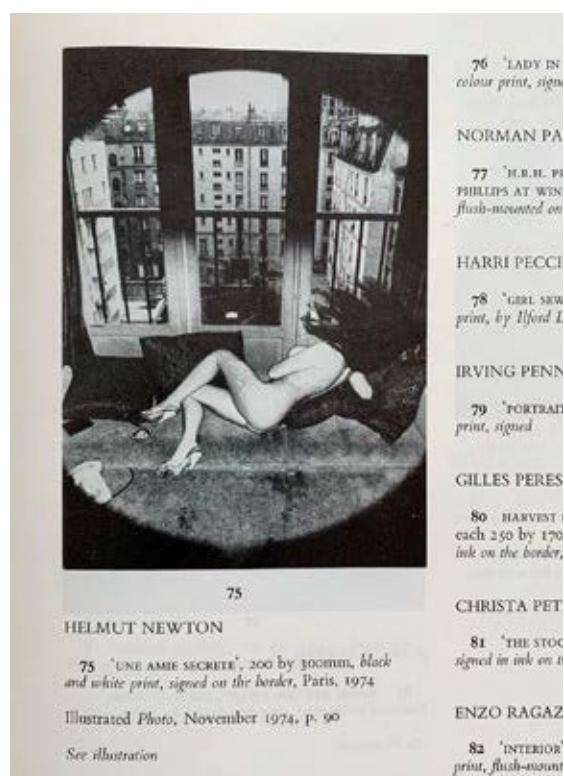 75
HELMUT NEWTON
75 'UNE AMIE SECRETE', 200 by 300mm, black
and white print, signed on the border, Paris, 1974
Illustrated Photo, November 1974, p. 90
See illustration
76 'LADY IN
colour print, signe
NORMAN PA
77 'H.R.H. PR
PHILLIPS AT WIN
flush-mounted on
HARRI PECCI
78 'GIRL SEW
print, by Ilford L
IRVING PENN
79 'PORTRAIT
print, signed
GILLES PERES
80 HARVEST
each 250 by 170
ink on the border,
CHRISTA PET
81 'THE STOC
signed in ink on t
ENZO RAGAZ
82 'INTERIOR'
print, flush-mount